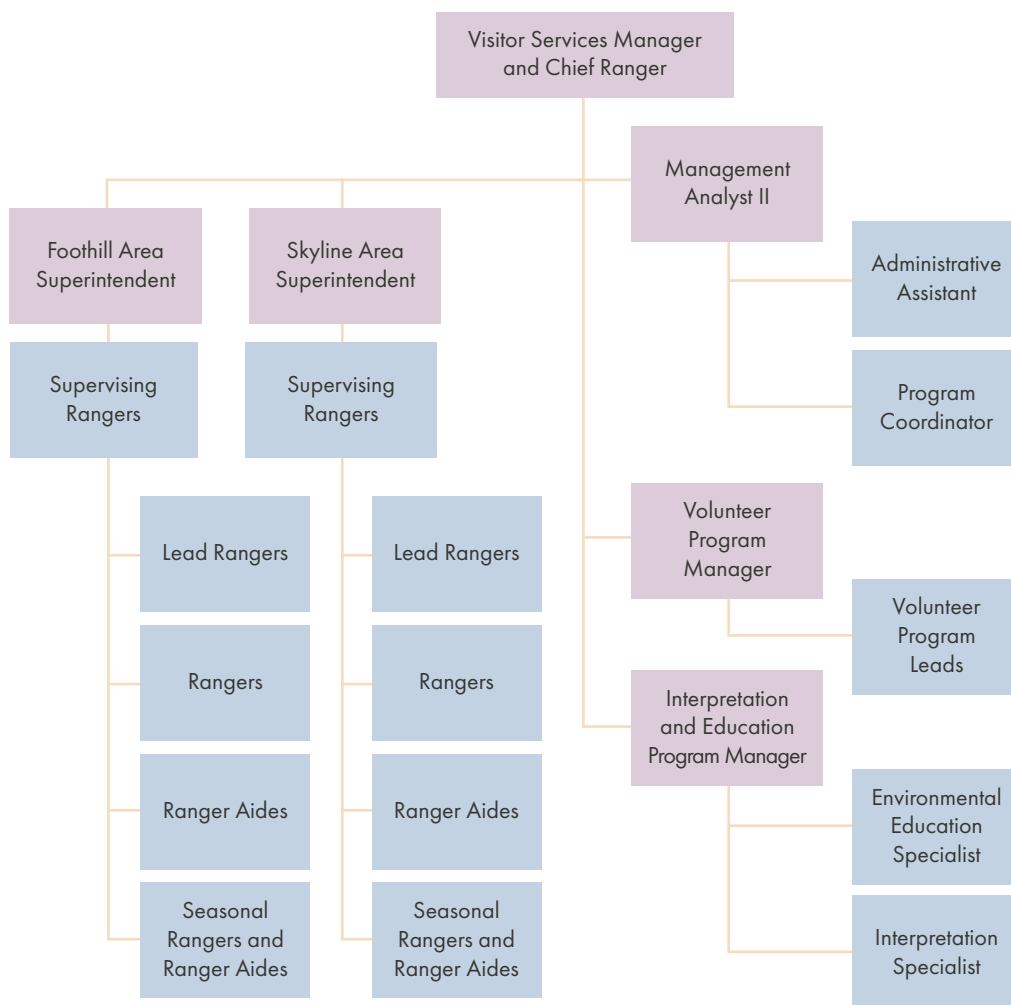 Visitor Services Manager
and Chief Ranger
Management
Analyst II
Foothill Area
Superintendent
Skyline Area
Superintendent
Administrative
Assistant
Supervising
Rangers
Supervising
Rangers
Program
Coordinator
Lead Rangers
Lead Rangers
Volunteer
Program
Manager
Volunteer
Program
Leads
Rangers
Rangers
Interpretation
and Education
Program Manager
Ranger Aides
Ranger Aides
Environmental
Education
Specialist
Seasonal
Rangers and
Ranger Aides
Seasonal
Rangers and
Ranger Aides
Interpretation
Specialist